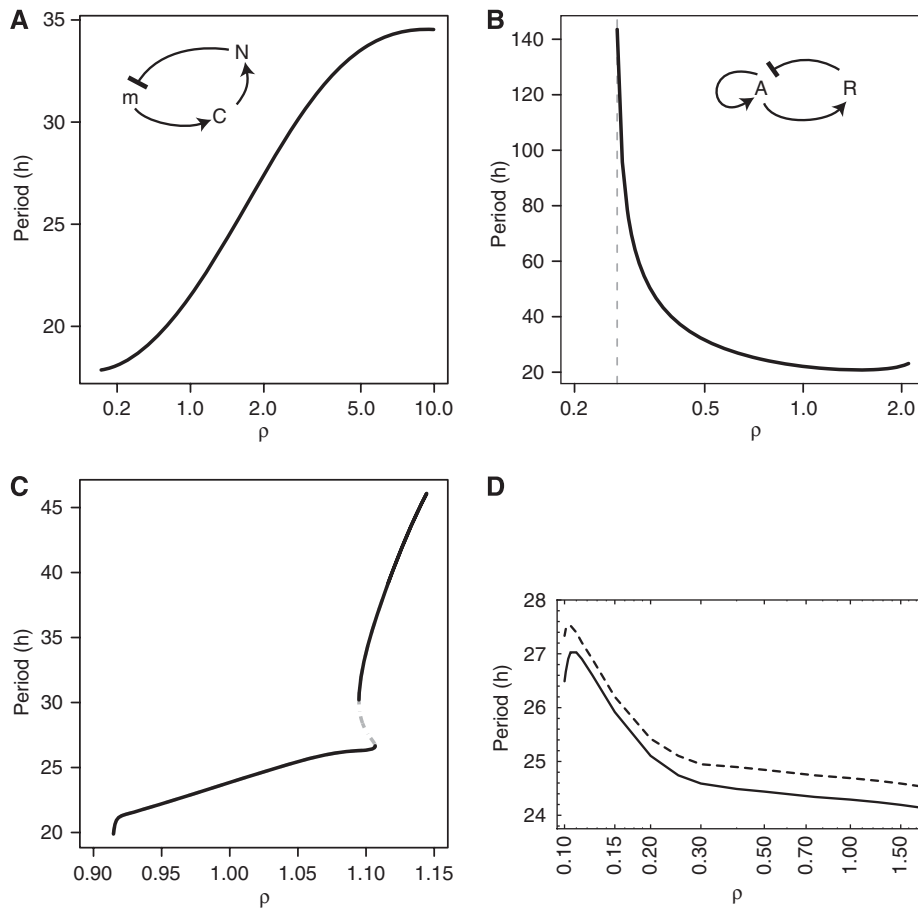 A
35
30
25
20
Period (h)
N
m
C
0.2
1.0
2.0
5.0
10.0
ρ
B
140
120
100
80
60
40
20
Period (h)
A
R
0.2
0.5
1.0
2.0
ρ
C
45
40
35
30
25
20
Period (h)
0.90
0.95
1.00
1.05
1.10
1.15
ρ
D
28
27
26
25
24
Period (h)
0.10
0.15
0.20
0.30
0.50
0.70
1.00
1.50
ρ